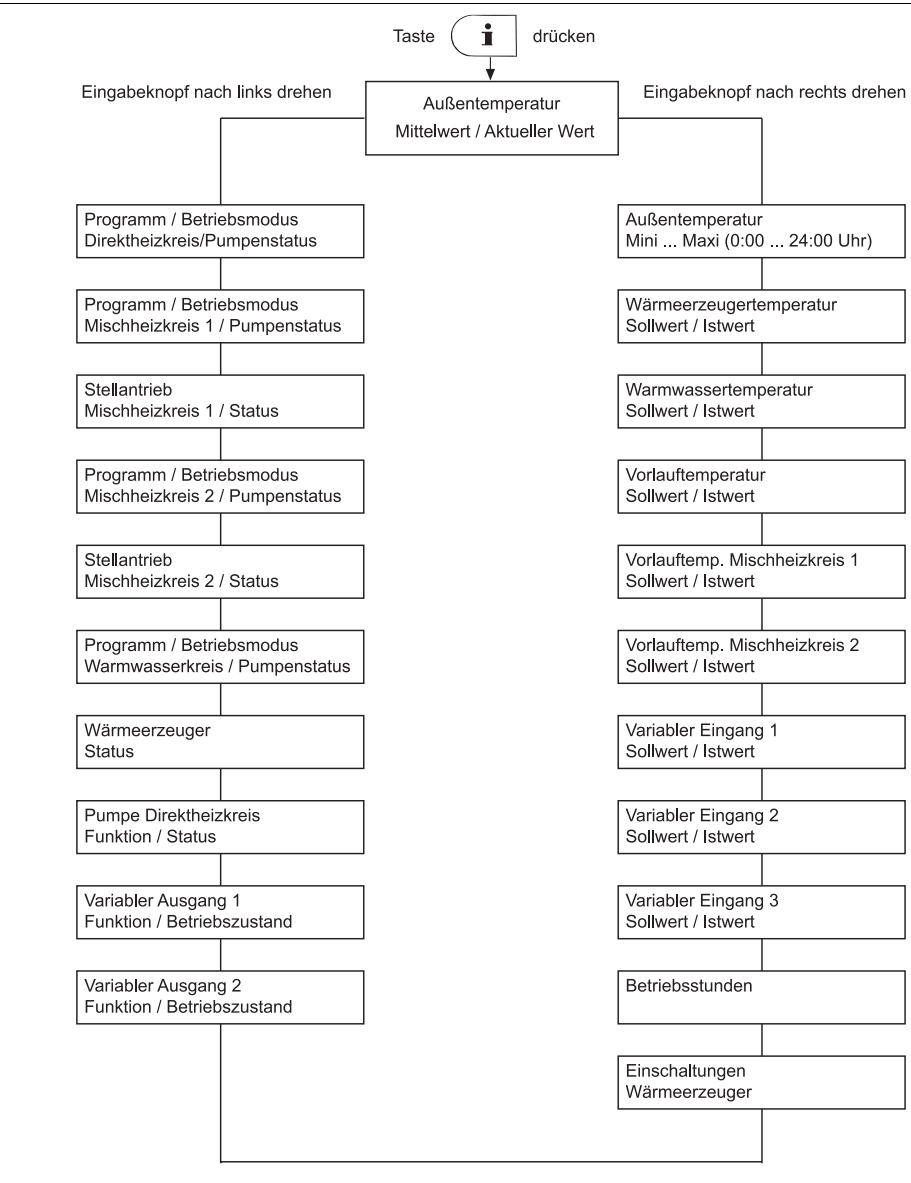 Taste i drücken
Eingabeknopf nach links drehen
Außentemperatur
Mittelwert / Aktueller Wert
Eingabeknopf nach rechts drehen
Programm / Betriebsmodus
Direktheizkreis/Pumpenstatus
Programm / Betriebsmodus
Mischheizkreis 1 / Pumpenstatus
Stellantrieb
Mischheizkreis 1 / Status
Programm / Betriebsmodus
Mischheizkreis 2 / Pumpenstatus
Stellantrieb
Mischheizkreis 2 / Status
Programm / Betriebsmodus
Warmwasserkreis / Pumpenstatus
Wärmeerzeuger
Status
Pumpe Direktheizkreis
Funktion / Status
Variabler Ausgang 1
Funktion / Betriebszustand
Variabler Ausgang 2
Funktion / Betriebszustand
Außentemperatur
Mini ... Maxi (0:00 ... 24:00 Uhr)
Wärmeerzeugertemperatur
Sollwert / Istwert
Warmwassertemperatur
Sollwert / Istwert
Vorlauftemperatur
Sollwert / Istwert
Vorlauftemp. Mischheizkreis 1
Sollwert / Istwert
Vorlauftemp. Mischheizkreis 2
Sollwert / Istwert
Variabler Eingang 1
Sollwert / Istwert
Variabler Eingang 2
Sollwert / Istwert
Variabler Eingang 3
Sollwert / Istwert
Betriebsstunden
Einschaltungen
Wärmeerzeuger